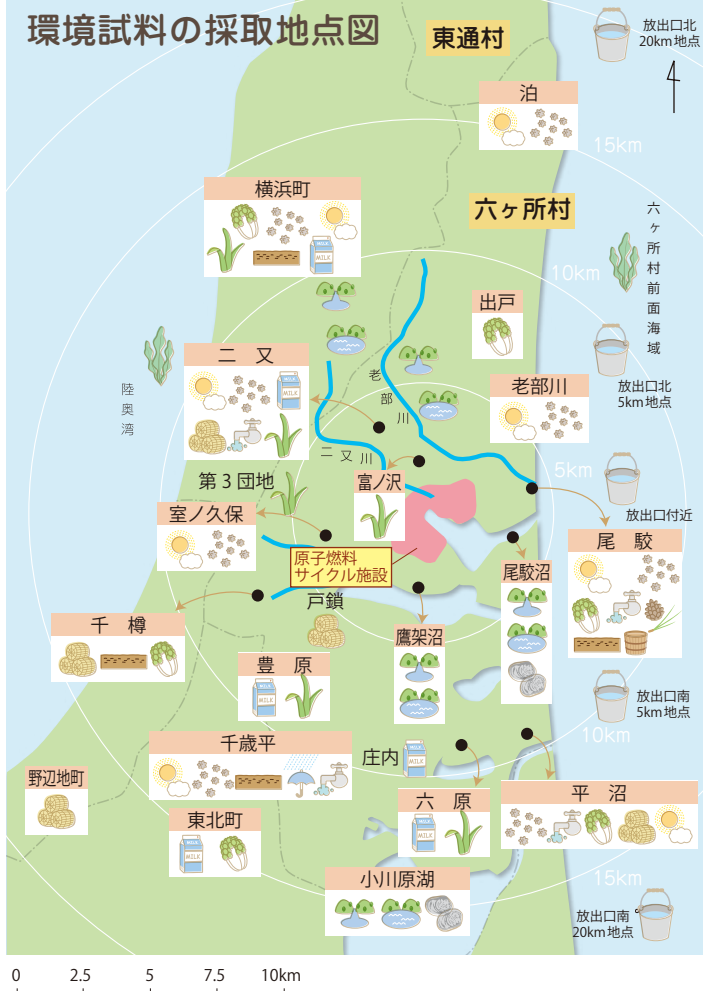 環境試料の採取地点図
東通村
放出口北
20km地点
泊
15km
横浜町
六ヶ所村
六ヶ所村前面海域
10km
出戸
二又
老部川
放出口北
5km地点
老部川
陸奥湾
二又川
5km
第3団地
富ノ沢
放出口付近
室ノ久保
尾駮
原子燃料
サイクル施設
尾駮沼
戸鎖
千樽
鷹架沼
豊原
放出口南
5km地点
10km
千歳平
庄内
野辺地町
六原
平沼
東北町
小川原湖
15km
放出口南
20km地点
MILK
MILK
MILK
MILK
MILK
MILK
0 2.5 5 7.5 10km